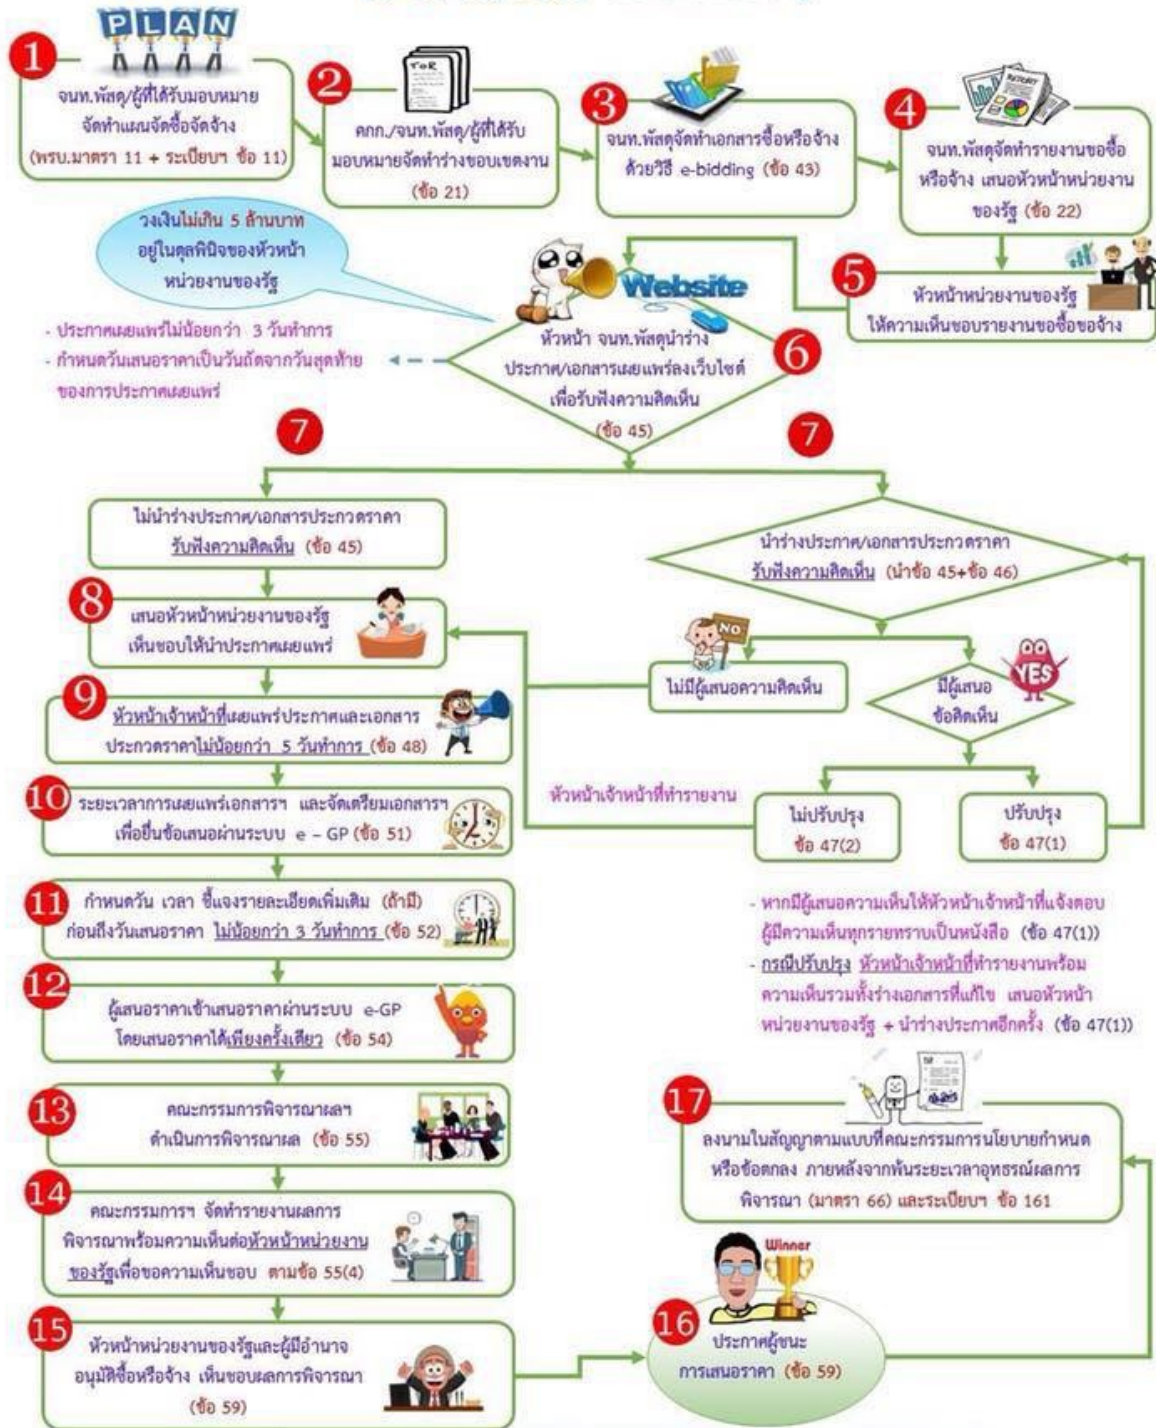 PLAN
1
จนท.พัสดุ/ผู้ที่ได้รับมอบหมาย
จัดทำแผนจัดซื้อจัดจ้าง
(พรบ.มาตรา 11 + ระเบียบฯ ข้อ 11)
2
TOR
คกก./จนท.พัสดุ/ผู้ที่ได้รับ
มอบหมายจัดทำร่างขอบเขตงาน
(ข้อ 21)
3
จนท.พัสดุจัดทำเอกสารซื้อหรือจ้าง
ด้วยวิธี e-bidding (ข้อ 43)
4
REPORT
จนท.พัสดุจัดทำรายงานขอซื้อ
หรือจ้าง เสนอหัวหน้าหน่วยงาน
ของรัฐ (ข้อ 22)
5
หัวหน้าหน่วยงานของรัฐ
ให้ความเห็นชอบรายงานขอซื้อขอจ้าง
วงเงินไม่เกิน 5 ล้านบาท
อยู่ในดุลพินิจของหัวหน้า
หน่วยงานของรัฐ
- ประกาศเผยแพร่ไม่น้อยกว่า 3 วันทำการ
- กำหนดวันเสนอราคาเป็นวันถัดจากวันสุดท้าย
ของการประกาศเผยแพร่
Website
6
หัวหน้า จนท.พัสดุนำร่าง
ประกาศ/เอกสารเผยแพร่ลงเว็บไซต์
เพื่อรับฟังความคิดเห็น
(ข้อ 45)
7
7
ไม่นำร่างประกาศ/เอกสารประกวดราคา
รับฟังความคิดเห็น (ข้อ 45)
นำร่างประกาศ/เอกสารประกวดราคา
รับฟังความคิดเห็น (นำข้อ 45+ข้อ 46)
8
เสนอหัวหน้าหน่วยงานของรัฐ
เห็นชอบให้นำประกาศเผยแพร่
NO
ไม่มีผู้เสนอความคิดเห็น
YES
มีผู้เสนอ
ข้อคิดเห็น
9
หัวหน้าเจ้าหน้าที่เผยแพร่ประกาศและเอกสาร
ประกวดราคาไม่น้อยกว่า 5 วันทำการ (ข้อ 48)
หัวหน้าเจ้าหน้าที่ทำรายงาน
ไม่ปรับปรุง
ข้อ 47(2)
ปรับปรุง
ข้อ 47(1)
10
ระยะเวลาการเผยแพร่เอกสารฯ และจัดเตรียมเอกสารฯ
เพื่อยื่นข้อเสนอผ่านระบบ e – GP (ข้อ 51)
11
กำหนดวัน เวลา ชี้แจงรายละเอียดเพิ่มเติม (ถ้ามี)
ก่อนถึงวันเสนอราคา ไม่น้อยกว่า 3 วันทำการ (ข้อ 52)
- หากมีผู้เสนอความเห็นให้หัวหน้าเจ้าหน้าที่แจ้งตอบ
ผู้มีความเห็นทุกรายทราบเป็นหนังสือ (ข้อ 47(1))
- กรณีปรับปรุง หัวหน้าเจ้าหน้าที่ทำรายงานพร้อม
ความเห็นรวมทั้งร่างเอกสารที่แก้ไข เสนอหัวหน้า
หน่วยงานของรัฐ + นำร่างประกาศอีกครั้ง (ข้อ 47(1))
12
ผู้เสนอราคาเข้าเสนอราคาผ่านระบบ e-GP
โดยเสนอราคาได้เพียงครั้งเดียว (ข้อ 54)
13
คณะกรรมการพิจารณาผลฯ
ดำเนินการพิจารณาผล (ข้อ 55)
14
คณะกรรมการฯ จัดทำรายงานผลการ
พิจารณาพร้อมความเห็นต่อหัวหน้าหน่วยงาน
ของรัฐเพื่อขอความเห็นชอบ ตามข้อ 55(4)
15
หัวหน้าหน่วยงานของรัฐและผู้มีอำนาจ
อนุมัติซื้อหรือจ้าง เห็นชอบผลการพิจารณา
(ข้อ 59)
Winner
16
ประกาศผู้ชนะ
การเสนอราคา (ข้อ 59)
17
ลงนามในสัญญาตามแบบที่คณะกรรมการนโยบายกำหนด
หรือข้อตกลง ภายหลังจากพ้นระยะเวลาอุทธรณ์ผลการ
พิจารณา (มาตรา 66) และระเบียบฯ ข้อ 161